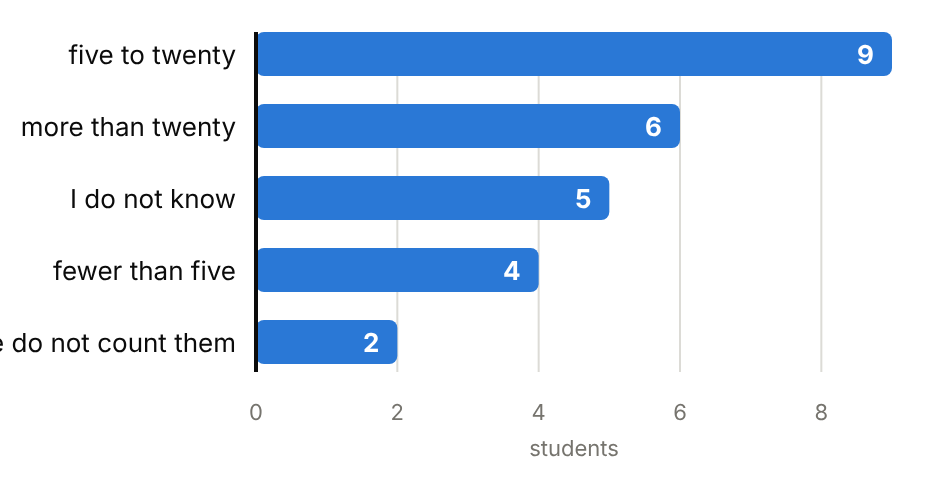 five to twenty
9
more than twenty
6
I do not know
5
fewer than five
4
do not count them
2
0 2 4 6 8
students